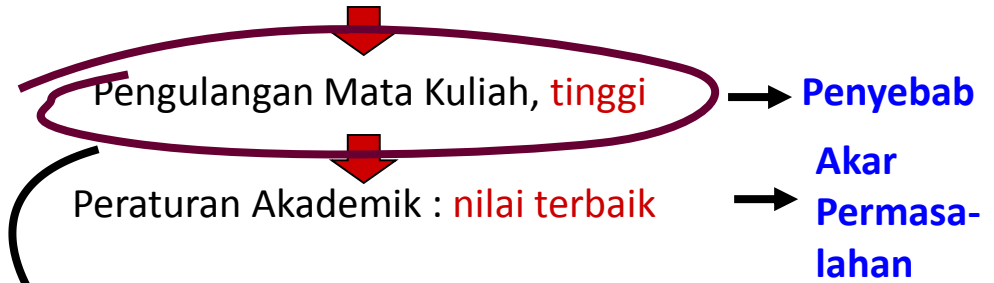 Pengulangan Mata Kuliah, tinggi
Penyebab
Peraturan Akademik : nilai terbaik
Akar
Permasa-
lahan